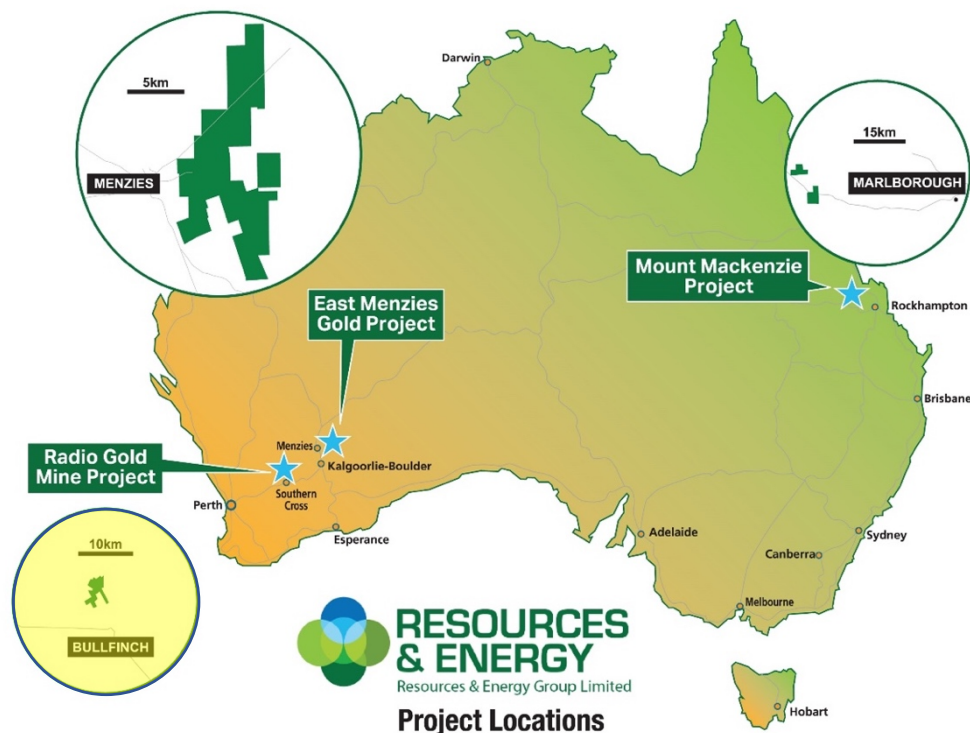 Darwin
5km
15km
MENZIES
MARLBOROUGH
Mount Mackenzie
Project
East Menzies
Gold Project
Rockhampton
Brisbane
Menzies
Kalgoorlie-Boulder
Radio Gold
Mine Project
Southern
Cross
Perth
Esperance
Adelaide
Sydney
Canberra
10km
Melbourne
BULLFINCH
RESOURCES
& ENERGY
Resources & Energy Group Limited
Project Locations
Hobart